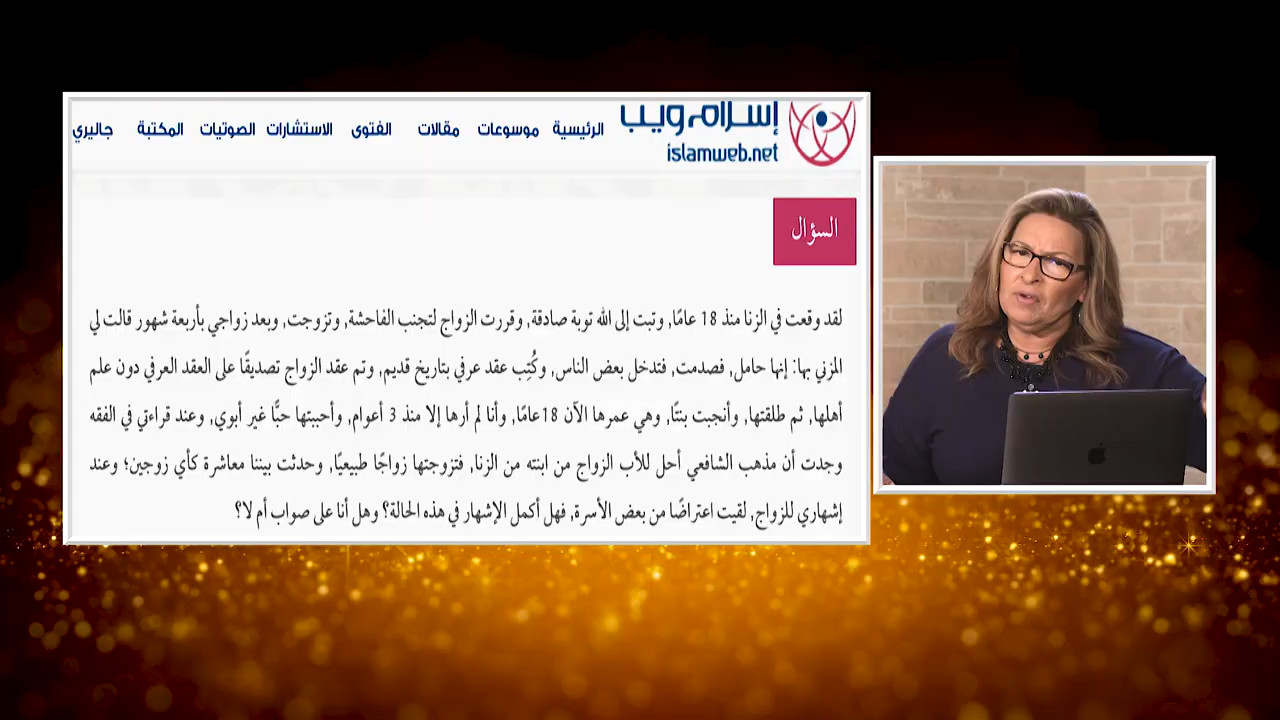 إسلام ويب
islamweb.net
الرئيسية موسوعات مقالات الفتوى الاستشارات الصوتيات المكتبة جاليري
السؤال
لقد وقعت في الزنا منذ 18 عامًا, وتبت إلى الله توبة صادقة, وقررت الزواج لتجنب الفاحشة, وتزوجت, وبعد زواجي بأربعة شهور قالت لي
المزني بها: إنها حامل, فصدمت, فتدخل بعض الناس, وكُتِب عقد عرفي بتاريخ قديم, وتم عقد الزواج تصديقًا على العقد العرفي دون علم
أهلها, ثم طلقتها, وأنجبت بنتًا, وهي عمرها الآن 18عامًا, وأنا لم أرها إلا منذ 3 أعوام, وأحببتها حبًّا غير أبوي, وعند قراءتي في الفقه
وجدت أن مذهب الشافعي أحل للأب الزواج من ابنته من الزنا, فتزوجتها زواجًا طبيعيًا, وحدثت بيننا معاشرة كأي زوجين؛ وعند
إشهاري للزواج, لقيت اعتراضًا من بعض الأسرة, فهل أكمل الإشهار في هذه الحالة؟ وهل أنا على صواب أم لا؟